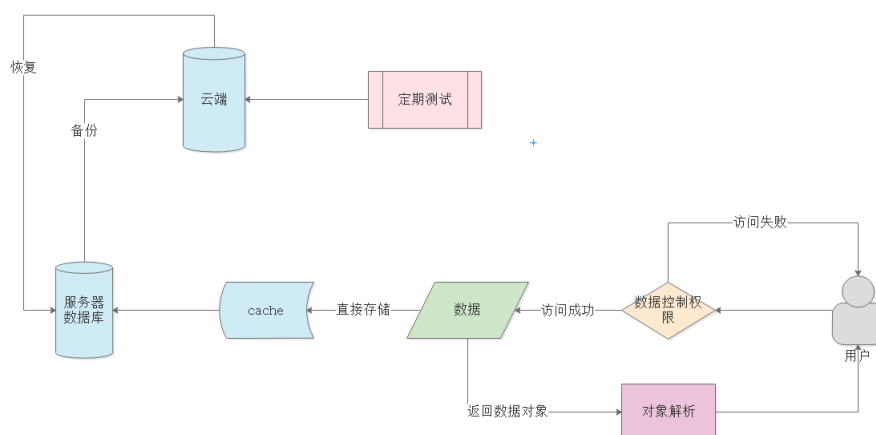 恢复
云端
定期测试
备份
访问失败
服务器
数据库
cache
直接存储
数据
访问成功
数据控制权
限
用户
返回数据对象
对象解析